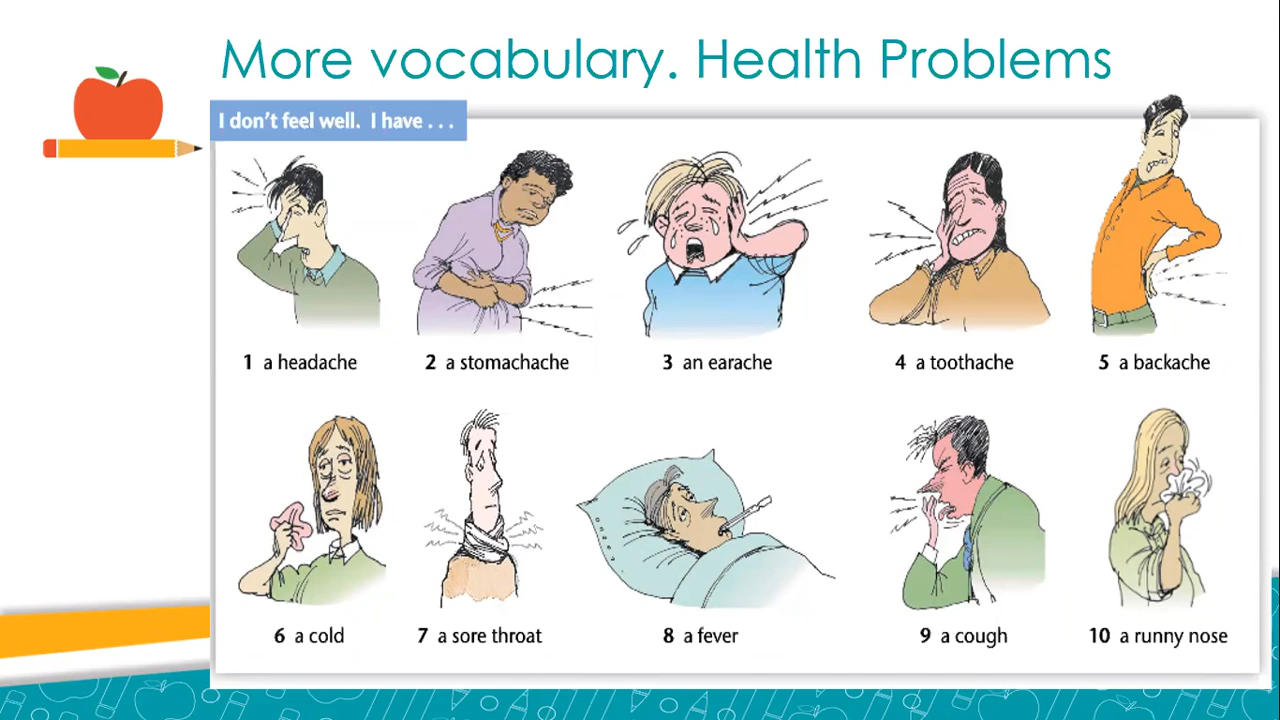 More vocabulary. Health Problems
I don't feel well. I have . . .
1 a headache
2 a stomachache
3 an earache
4 a toothache
5 a backache
6 a cold
7 a sore throat
8 a fever
9 a cough
10 a runny nose